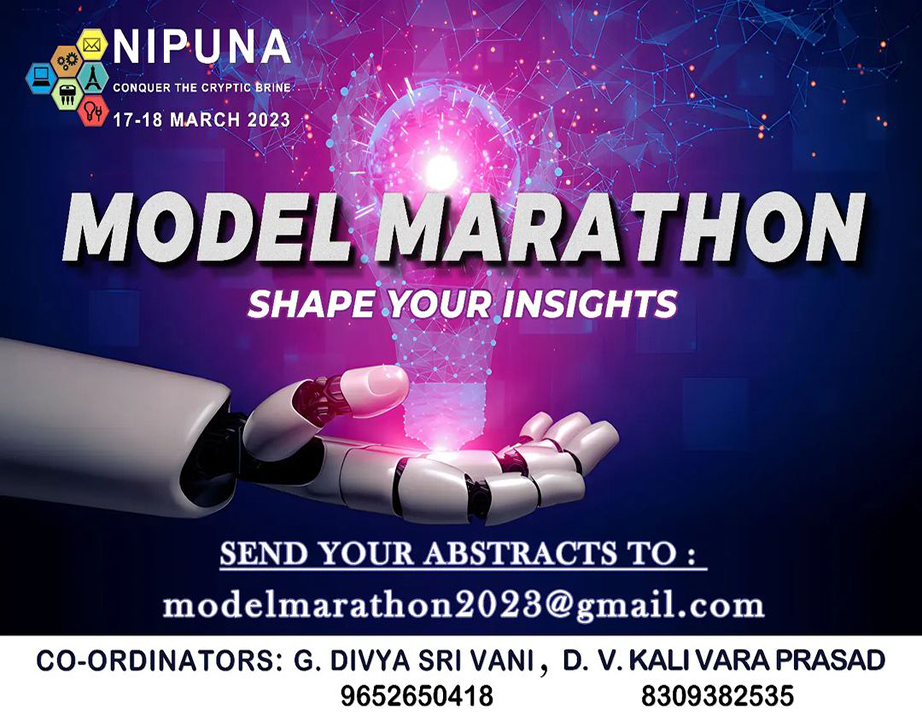 NIPUNA
CONQUER THE CRYPTIC BRINE
17-18 MARCH 2023
MODEL MARATHON
SHAPE YOUR INSIGHTS
SEND YOUR ABSTRACTS TO :
modelmarathon2023@gmail.com
CO-ORDINATORS: G. DIVYA SRI VANI , D. V. KALI VARA PRASAD
9652650418 8309382535